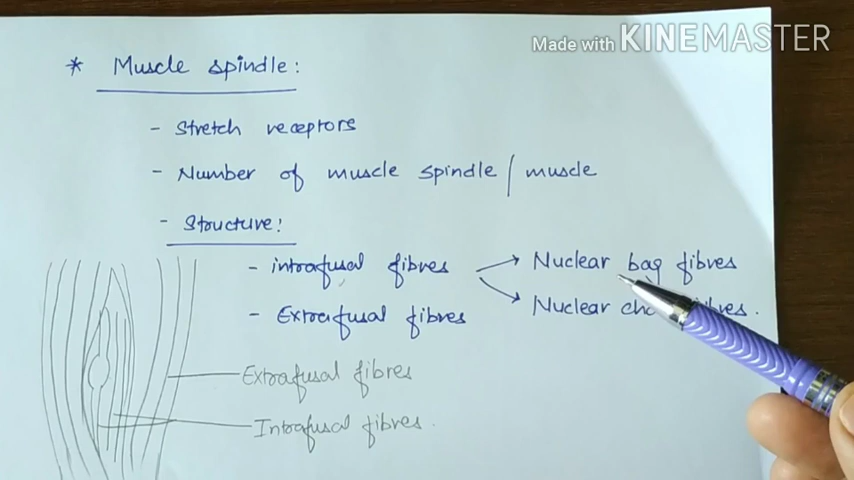 Made with KINEMASTER
* Muscle spindle:
- Stretch receptors
- Number of muscle spindle / muscle
- Structure:
- intrafusal fibres → Nuclear bag fibres
→ Nuclear fibres.
- Extrafusal fibres
Extrafusal fibres
Intrafusal fibres.